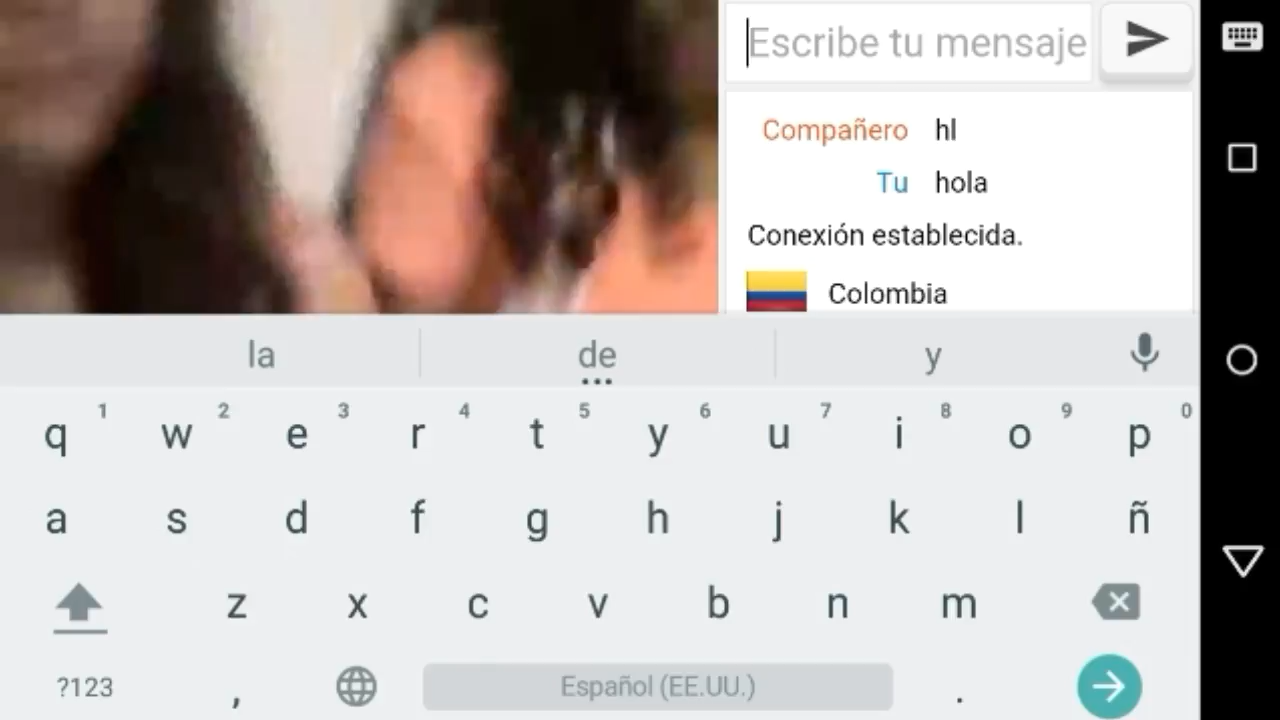 Escribe tu mensaje
Compañero hl
Tu hola
Conexión establecida.
Colombia
la de y
q 1 w 2 e 3 r 4 t 5 y 6 u 7 i 8 o 9 p 0
a s d f g h j k l ñ
z x c v b n m
?123 , Español (EE.UU.) .